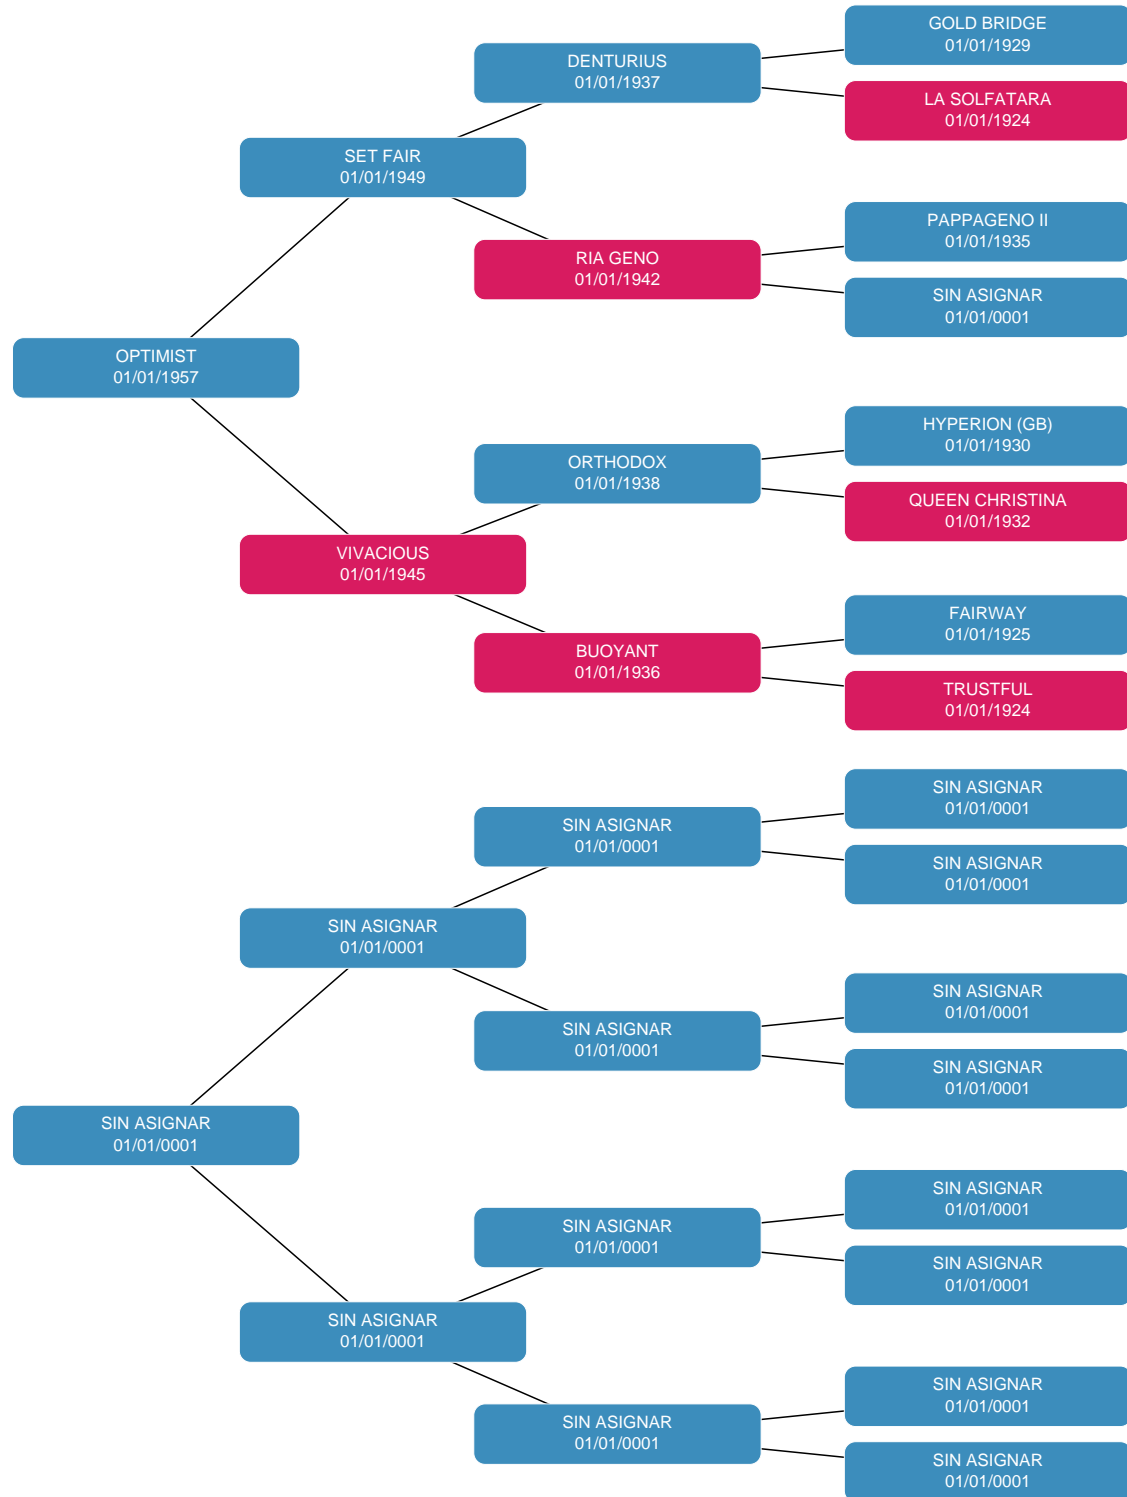 GOLD BRIDGE
01/01/1929
DENTURIUS
01/01/1937
LA SOLFATARA
01/01/1924
SET FAIR
01/01/1949
PAPPAGENO II
01/01/1935
RIA GENO
01/01/1942
SIN ASIGNAR
01/01/0001
OPTIMIST
01/01/1957
HYPERION (GB)
01/01/1930
ORTHODOX
01/01/1938
QUEEN CHRISTINA
01/01/1932
VIVACIOUS
01/01/1945
FAIRWAY
01/01/1925
BUOYANT
01/01/1936
TRUSTFUL
01/01/1924
SIN ASIGNAR
01/01/0001
SIN ASIGNAR
01/01/0001
SIN ASIGNAR
01/01/0001
SIN ASIGNAR
01/01/0001
SIN ASIGNAR
01/01/0001
SIN ASIGNAR
01/01/0001
SIN ASIGNAR
01/01/0001
SIN ASIGNAR
01/01/0001
SIN ASIGNAR
01/01/0001
SIN ASIGNAR
01/01/0001
SIN ASIGNAR
01/01/0001
SIN ASIGNAR
01/01/0001
SIN ASIGNAR
01/01/0001
SIN ASIGNAR
01/01/0001
SIN ASIGNAR
01/01/0001